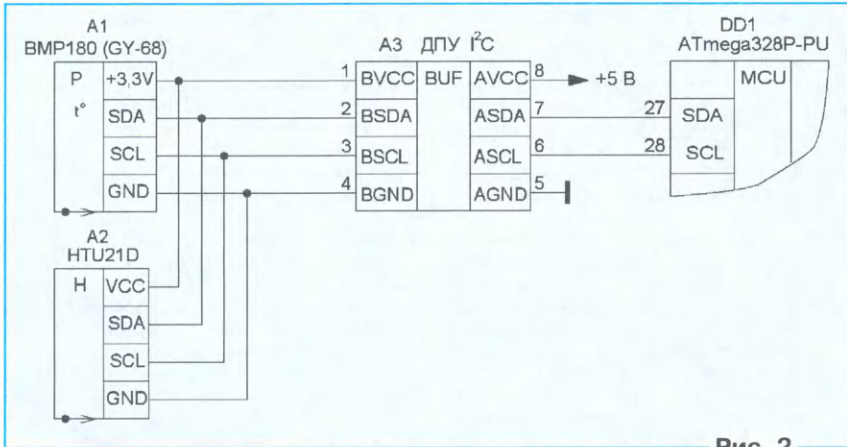 A1
BMP180 (GY-68)
P +3,3V
t° SDA
SCL
GND
A2
HTU21D
H VCC
SDA
SCL
GND
A3 ДПУ I²C
1 BVCC BUF AVCC 8 +5 В
2 BSDA ASDA 7
3 BSCL ASCL 6
4 BGND AGND 5
DD1
ATmega328P-PU
MCU
27 SDA
28 SCL
Рис. 2